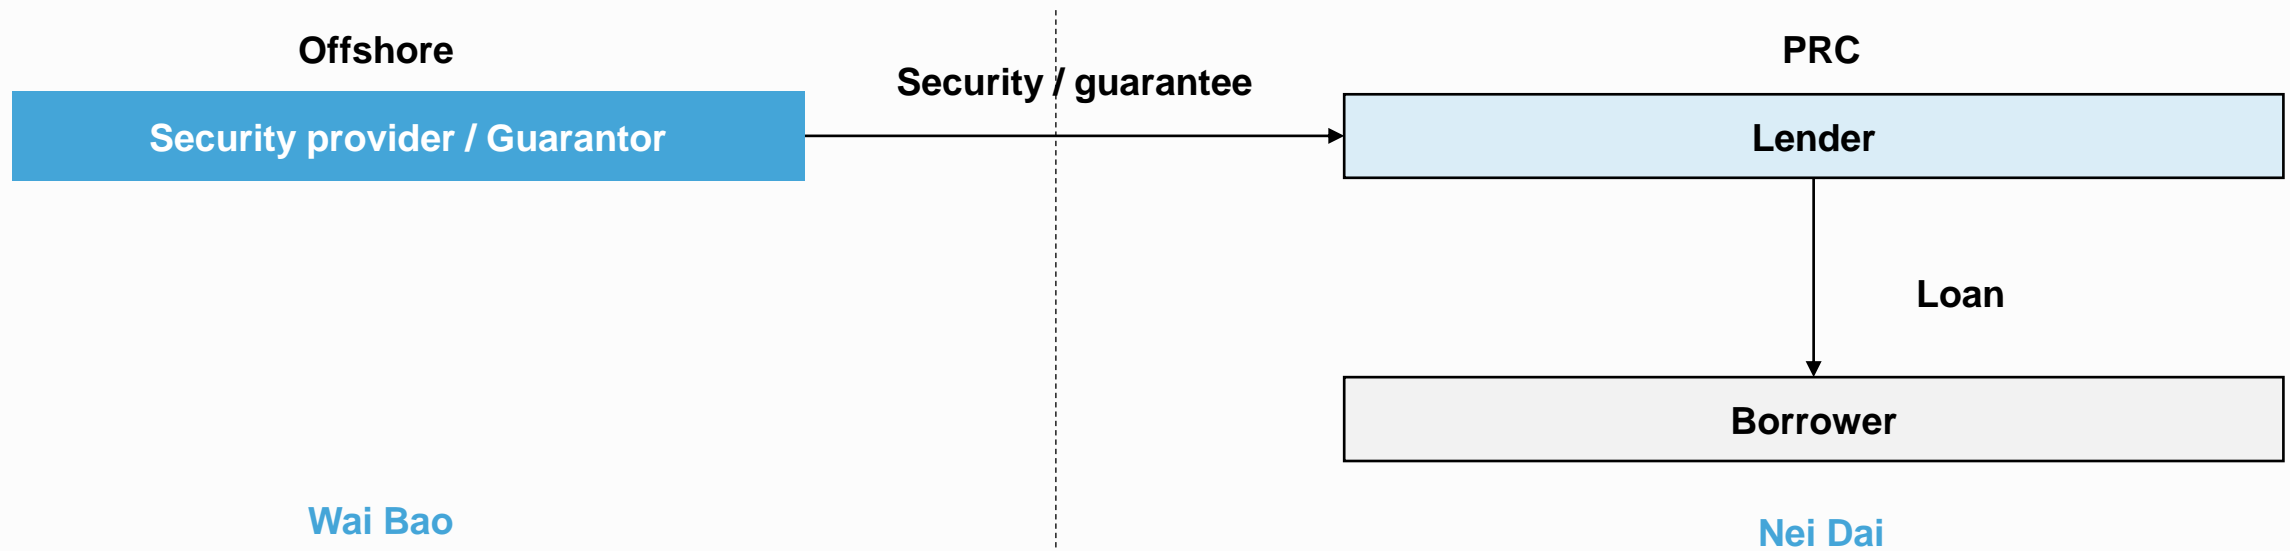 Offshore
Security provider / Guarantor
Security / guarantee
PRC
Lender
Loan
Borrower
Wai Bao
Nei Dai